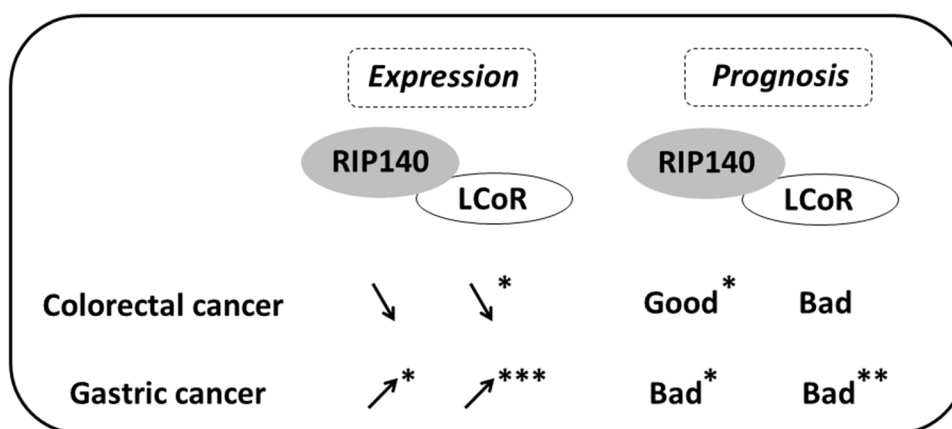 Expression Prognosis
RIP140 RIP140
LCoR LCoR
Colorectal cancer ↘ ↘* Good* Bad
Gastric cancer ↗* ↗*** Bad* Bad**